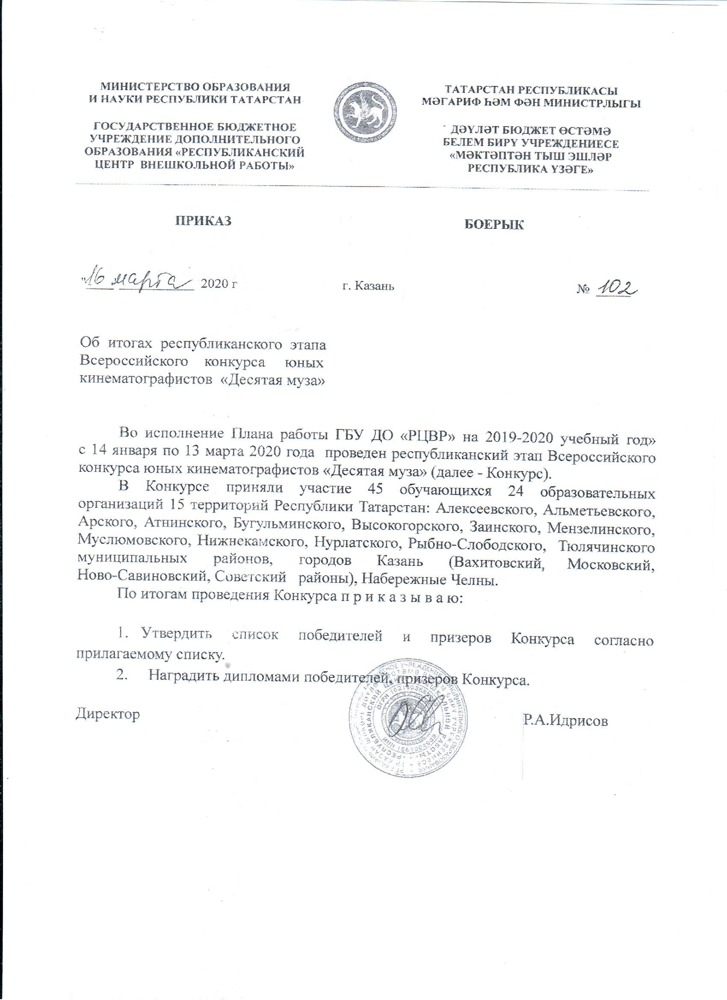 МИНИСТЕРСТВО ОБРАЗОВАНИЯ
И НАУКИ РЕСПУБЛИКИ ТАТАРСТАН
ГОСУДАРСТВЕННОЕ БЮДЖЕТНОЕ
УЧРЕЖДЕНИЕ ДОПОЛНИТЕЛЬНОГО
ОБРАЗОВАНИЯ «РЕСПУБЛИКАНСКИЙ
ЦЕНТР ВНЕШКОЛЬНОЙ РАБОТЫ»
ТАТАРСТАН РЕСПУБЛИКАСЫ
МӘГАРИФ ҺӘМ ФӘН МИНИСТРЛЫГЫ
ДӘҮЛӘТ БЮДЖЕТ ӨСТӘМӘ
БЕЛЕМ БИРҮ УЧРЕЖДЕНИЕСЕ
«МӘКТӘПТӘН ТЫШ ЭШЛӘР
РЕСПУБЛИКА ҮЗӘГЕ»
ПРИКАЗ
БОЕРЫК
"16 марта 2020 г
г. Казань
№ 102
Об итогах республиканского этапа
Всероссийского конкурса юных
кинематографистов «Десятая муза»
Во исполнение Плана работы ГБУ ДО «РЦВР» на 2019-2020 учебный год»
с 14 января по 13 марта 2020 года проведен республиканский этап Всероссийского
конкурса юных кинематографистов «Десятая муза» (далее - Конкурс).
В Конкурсе приняли участие 45 обучающихся 24 образовательных
организаций 15 территорий Республики Татарстан: Алексеевского, Альметьевского,
Арского, Атнинского, Бугульминского, Высокогорского, Заинского, Мензелинского,
Муслюмовского, Нижнекамского, Нурлатского, Рыбно-Слободского, Тюлячинского
муниципальных районов, городов Казань (Вахитовский, Московский,
Ново-Савиновский, Советский районы), Набережные Челны.
По итогам проведения Конкурса п р и к а з ы в а ю:
1. Утвердить список победителей и призеров Конкурса согласно
прилагаемому списку.
2. Наградить дипломами победителей, призеров Конкурса.
Директор
Р.А.Идрисов